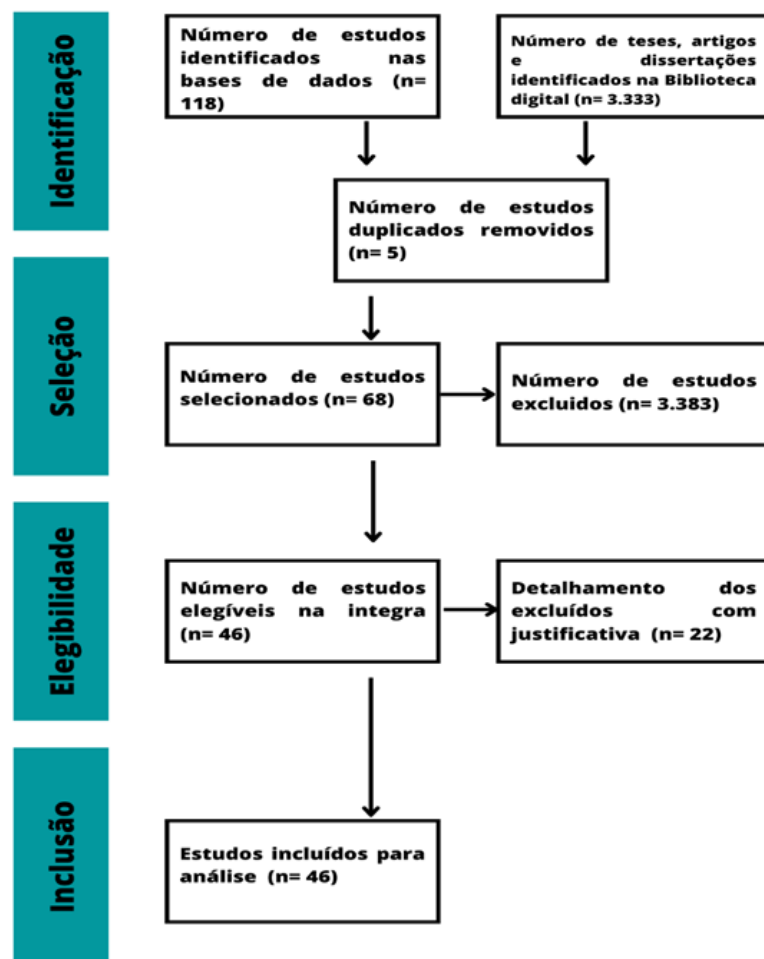 Identificação
Número de estudos
identificados nas
bases de dados (n=
118)
Número de teses, artigos
e dissertações
identificados na Biblioteca
digital (n= 3.333)
Número de estudos
duplicados removidos
(n= 5)
Seleção
Número de estudos
selecionados (n= 68)
Número de estudos
excluidos (n= 3.383)
Elegibilidade
Número de estudos
elegíveis na integra
(n= 46)
Detalhamento dos
excluídos com
justificativa (n= 22)
Inclusão
Estudos incluídos para
análise (n= 46)